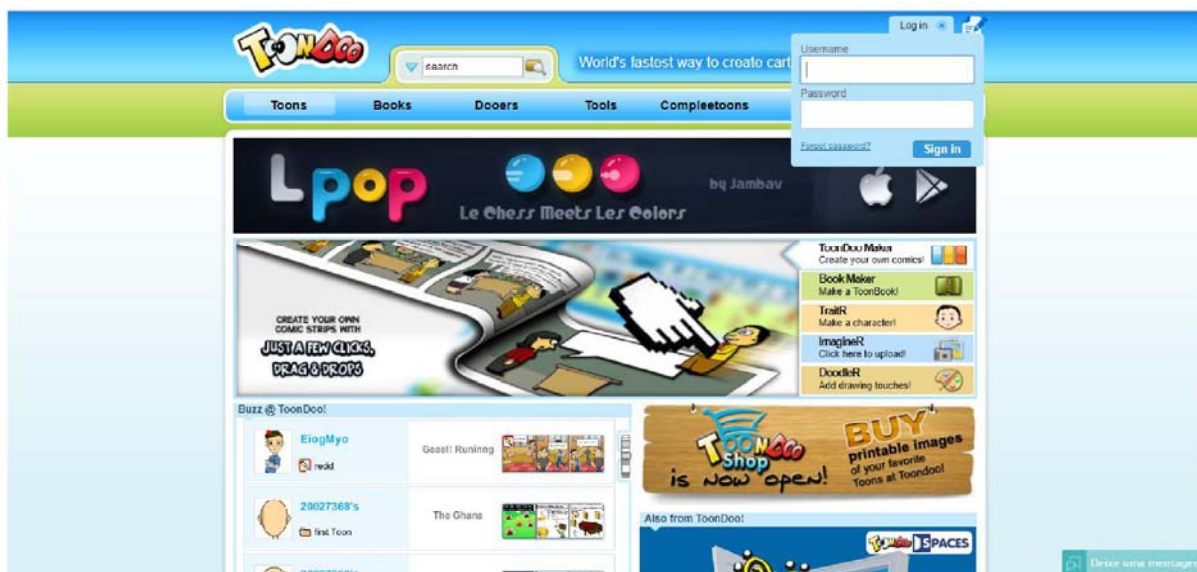 TOONDOO
search
World's fastest way to create cart
Log in
Username
Password
Forgot password?
Sign in
Toons
Books
Dooers
Tools
Compleetoons
Lpop
Le Chess Meets Les Colors
by Jambav
CREATE YOUR OWN
COMIC STRIPS WITH
JUST A FEW CLICKS,
DRAG & DROPS
ToonDoo Maker
Create your own comics!
Book Maker
Make a ToonBook!
TraitR
Make a character!
ImagineR
Click here to upload!
DoodleR
Add drawing touches!
Buzz @ ToonDoo!
EiogMyo
redd
Geast! Runinng
20027368's
first Toon
The Ghana
TOONDOO
Shop
is now open!
BUY
printable images
of your favorite
Toons at Toondoo!
Also from ToonDoo!
TOONDOO SPACES
Deixe uma mensagem